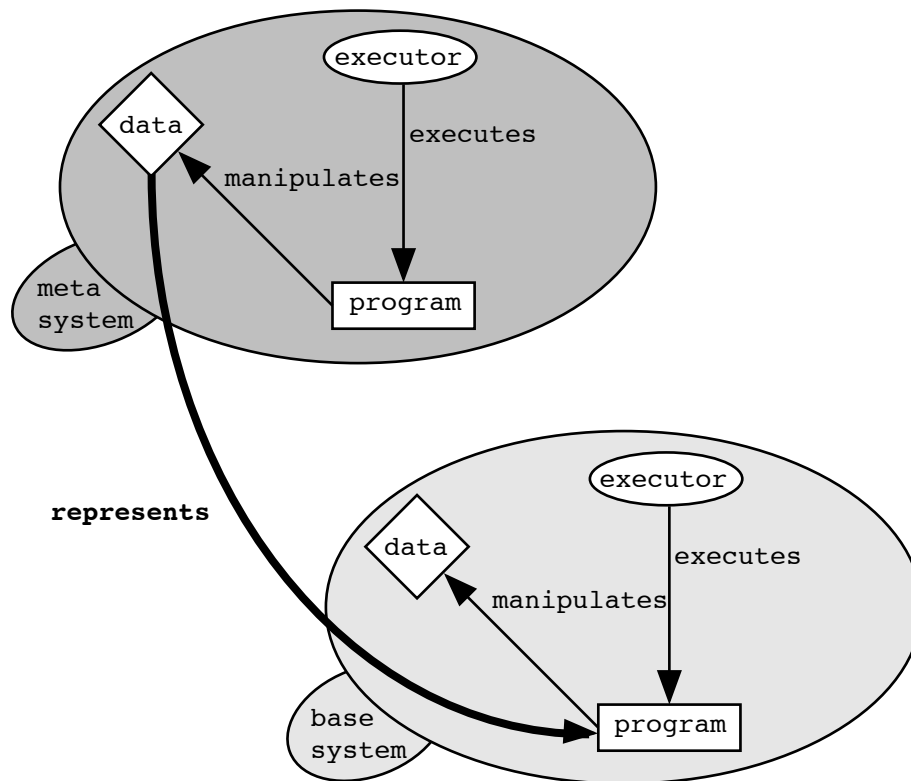 executor
data
executes
manipulates
meta
system
program
represents
executor
data
executes
manipulates
base
system
program